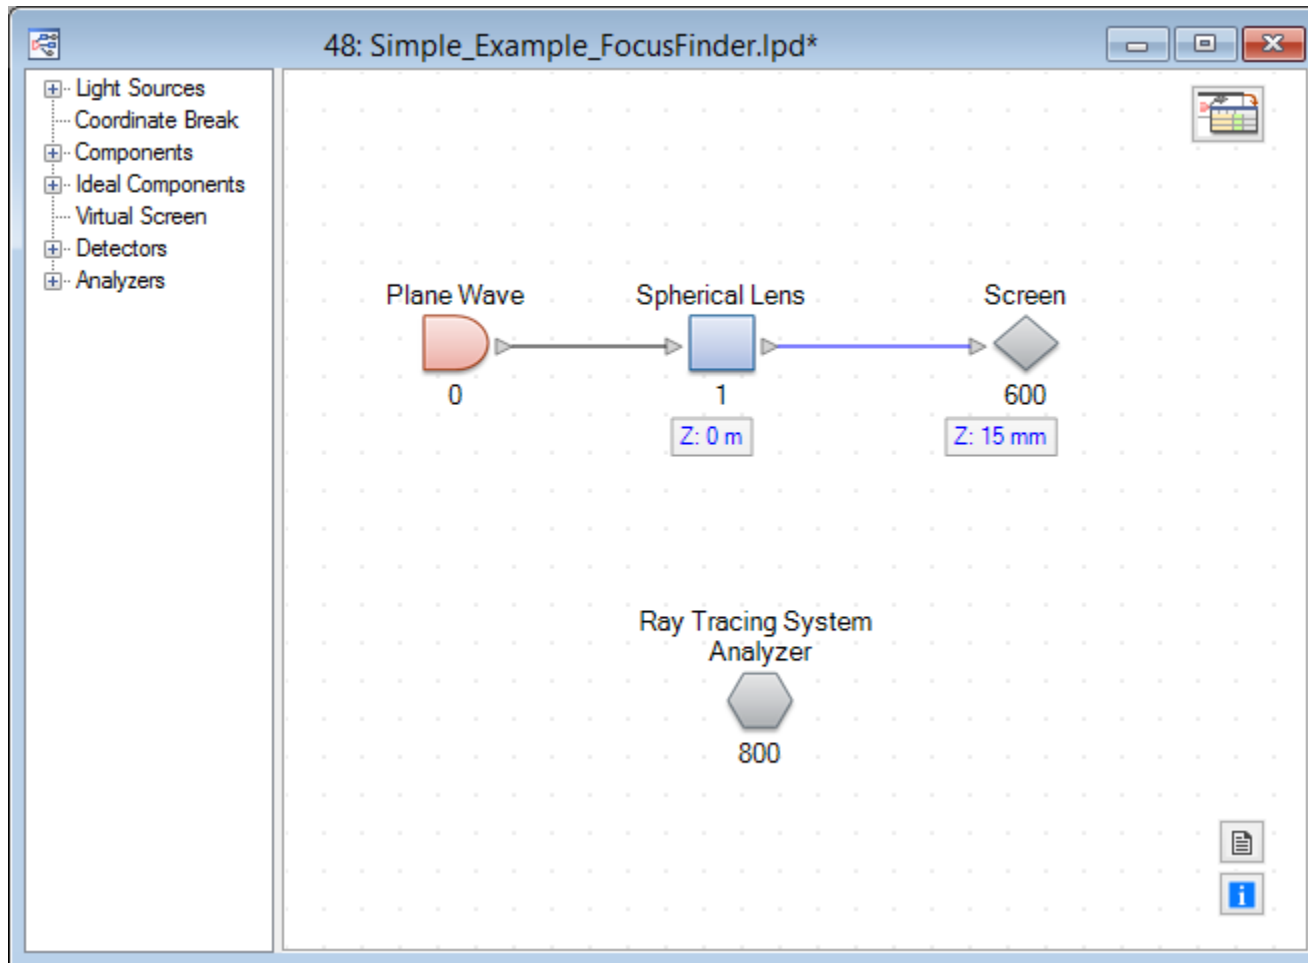 48: Simple_Example_FocusFinder.lpd*
Light Sources
Coordinate Break
Components
Ideal Components
Virtual Screen
Detectors
Analyzers
Plane Wave
Spherical Lens
Screen
0
1
600
Z: 0 m
Z: 15 mm
Ray Tracing System
Analyzer
800